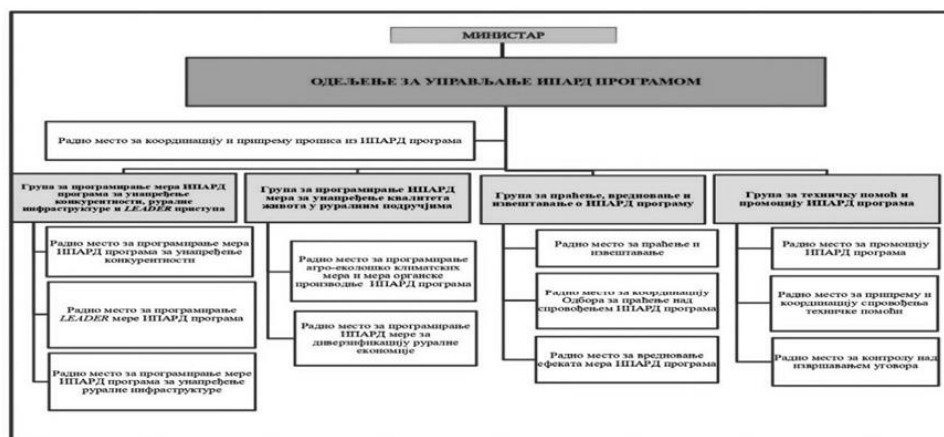 МИНИСТАР
ОДЕЉЕЊЕ ЗА УПРАВЉАЊЕ ИПАРД ПРОГРАМОМ
Радно место за координацију и припрему прописа из ИПАРД програма
Група за програмирање мера ИПАРД
програма за унапређење
конкурентности, руралне
инфраструктуре и LEADER приступа
Радно место за програмирање мера
ИПАРД програма за унапређење
конкурентности
Радно место за програмирање
LEADER мере ИПАРД програма
Радно место за програмирање мере
ИПАРД програма за унапређење
руралне инфраструктуре
Група за програмирање ИПАРД
мера за унапређење квалитета
живота у руралним подручјима
Радно место за програмирање
агро-еколошко климатских
мера и мера органске
производње ИПАРД програма
Радно место за програмирање
ИПАРД мере за
диверзификацију руралне
економије
Група за праћење, вредновање и
извештавање о ИПАРД програму
Радно место за праћење и
извештавање
Радно место за координацију
Одбора за праћење над
спровођењем ИПАРД програма
Радно место за вредновање
ефеката мера ИПАРД програма
Група за техничку помоћ и
промоцију ИПАРД програма
Радно место за промоцију
ИПАРД програма
Радно место за припрему и
координацију спровођења
техничке помоћи
Радно место за контролу над
извршавањем уговора